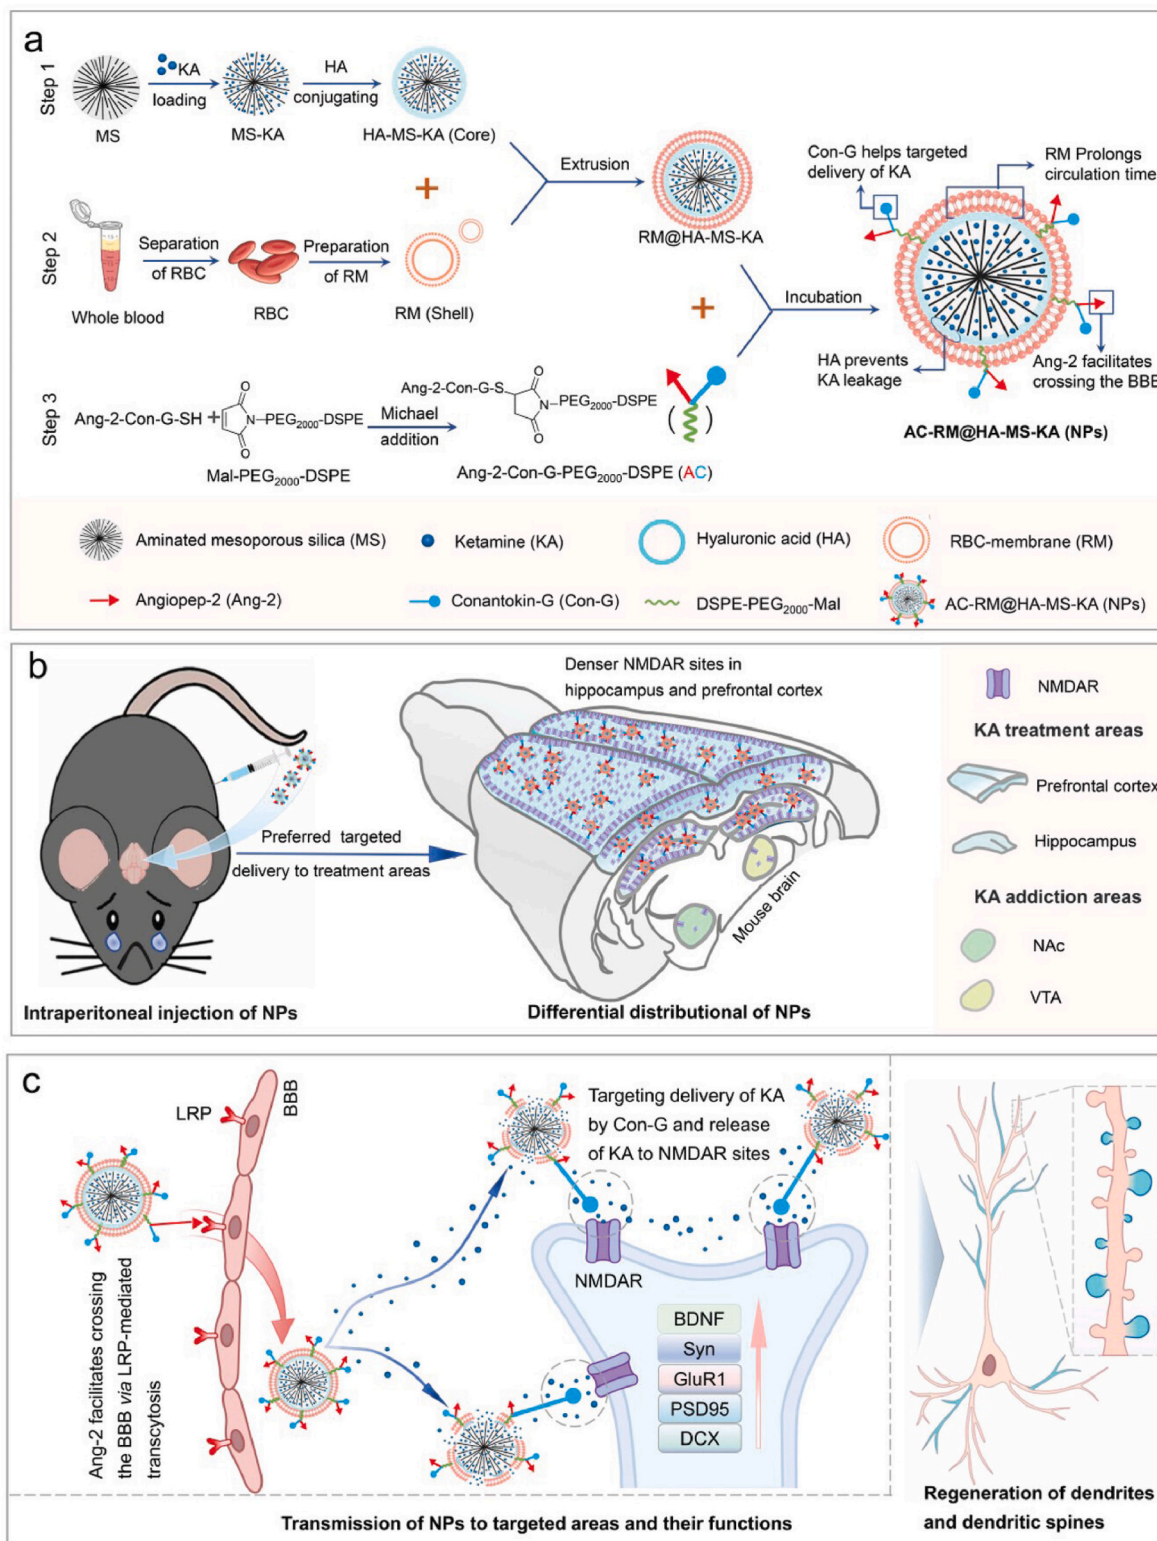 a
Step 1
KA
loading
HA
conjugating
MS
MS-KA
HA-MS-KA (Core)
+
Extrusion
RM@HA-MS-KA
Step 2
Separation
of RBC
Preparation
of RM
Whole blood
RBC
RM (Shell)
+
Incubation
Con-G helps targeted
delivery of KA
RM Prolongs
circulation time
HA prevents
KA leakage
Ang-2 facilitates
crossing the BBB
AC-RM@HA-MS-KA (NPs)
Step 3
Ang-2-Con-G-SH
+
O
N-PEG2000-DSPE
O
Mal-PEG2000-DSPE
Michael
addition
Ang-2-Con-G-S
O
N-PEG2000-DSPE
O
( )
Ang-2-Con-G-PEG2000-DSPE (AC)
Aminated mesoporous silica (MS)
Ketamine (KA)
Hyaluronic acid (HA)
RBC-membrane (RM)
Angiopep-2 (Ang-2)
Conantokin-G (Con-G)
DSPE-PEG2000-Mal
AC-RM@HA-MS-KA (NPs)
b
Preferred targeted
delivery to treatment areas
Intraperitoneal injection of NPs
Denser NMDAR sites in
hippocampus and prefrontal cortex
Mouse brain
Differential distributional of NPs
NMDAR
KA treatment areas
Prefrontal cortex
Hippocampus
KA addiction areas
NAc
VTA
c
LRP
BBB
Ang-2 facilitates crossing
the BBB via LRP-mediated
transcytosis
Targeting delivery of KA
by Con-G and release
of KA to NMDAR sites
NMDAR
BDNF
Syn
GluR1
PSD95
DCX
Transmission of NPs to targeted areas and their functions
Regeneration of dendrites
and dendritic spines